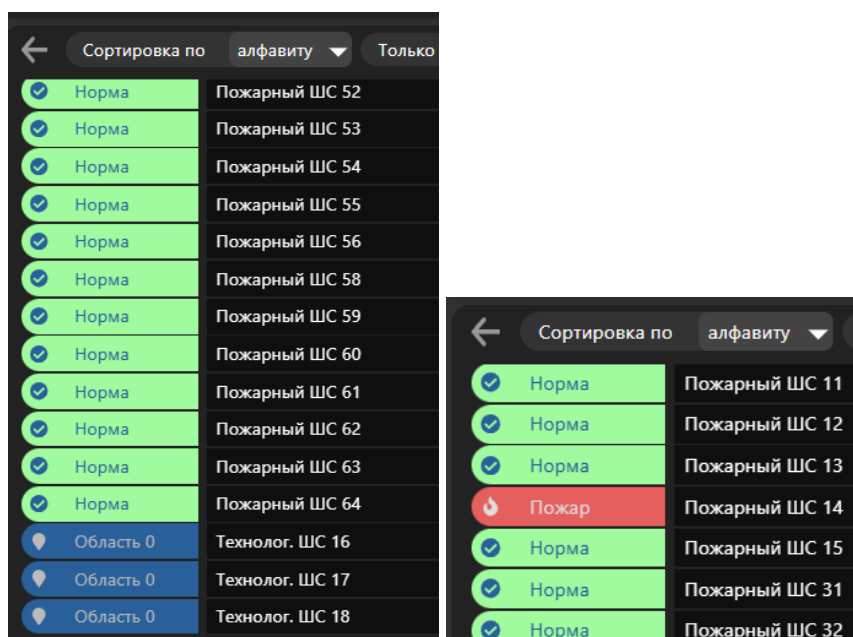 Сортировка по алфавиту Только
Норма Пожарный ШС 52
Норма Пожарный ШС 53
Норма Пожарный ШС 54
Норма Пожарный ШС 55
Норма Пожарный ШС 56
Норма Пожарный ШС 58
Норма Пожарный ШС 59
Норма Пожарный ШС 60
Норма Пожарный ШС 61
Норма Пожарный ШС 62
Норма Пожарный ШС 63
Норма Пожарный ШС 64
Область 0 Технолог. ШС 16
Область 0 Технолог. ШС 17
Область 0 Технолог. ШС 18
Сортировка по алфавиту
Норма Пожарный ШС 11
Норма Пожарный ШС 12
Норма Пожарный ШС 13
Пожар Пожарный ШС 14
Норма Пожарный ШС 15
Норма Пожарный ШС 31
Норма Пожарный ШС 32